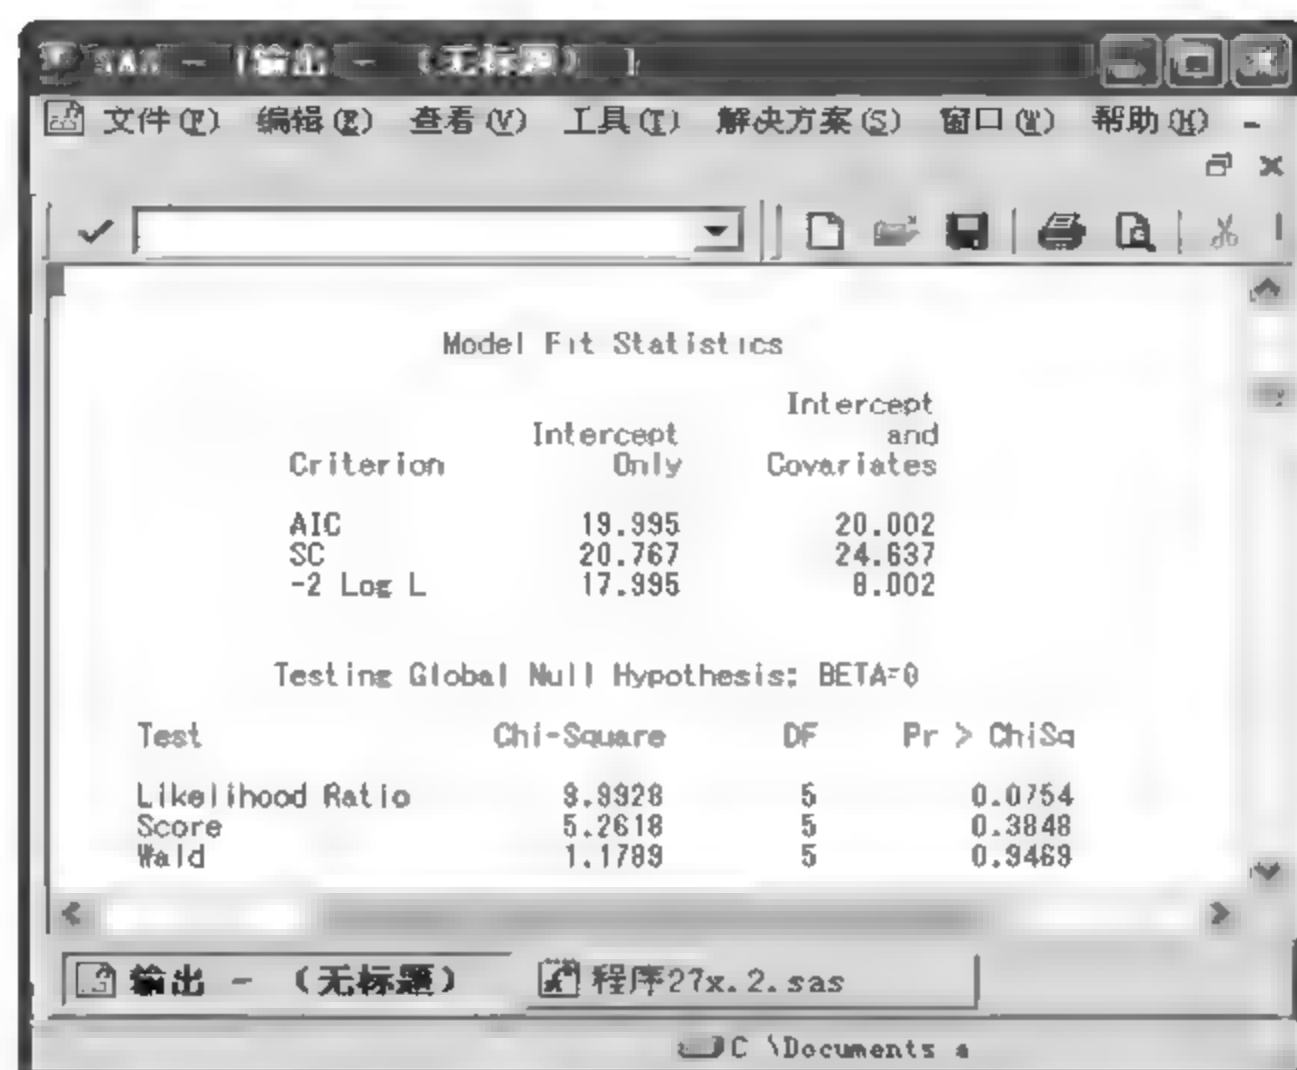 SAS - [输出 - (无标题) ]
文件(F) 编辑(E) 查看(V) 工具(T) 解决方案(S) 窗口(W) 帮助(H)
Model Fit Statistics
Intercept
Intercept and
Criterion Only Covariates
AIC 19.995 20.002
SC 20.767 24.637
-2 Log L 17.995 8.002
Testing Global Null Hypothesis: BETA=0
Test Chi-Square DF Pr > ChiSq
Likelihood Ratio 9.9928 5 0.0754
Score 5.2618 5 0.3848
Wald 1.1789 5 0.9469
输出 - (无标题) 程序27x.2.sas
C \Documents a